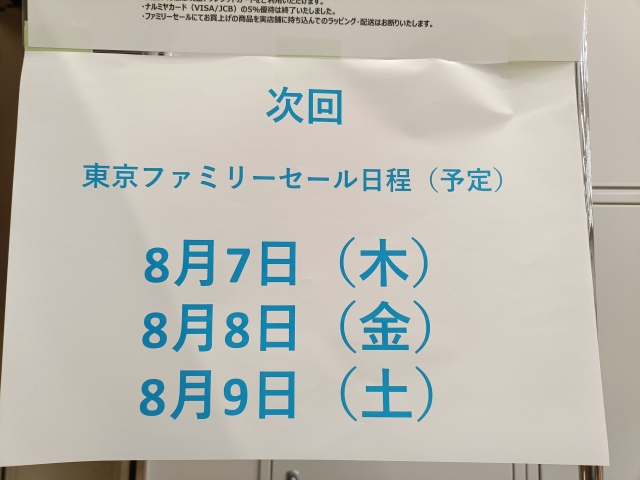 ・ナルミヤカード（VISA/JCB）の5％優待は終了いたしました。
・ファミリーセールにてお買上げの商品を実店舗に持ち込んでのラッピング・配送はお断りいたします。
次回
東京ファミリーセール日程（予定）
8月7日（木）
8月8日（金）
8月9日（土）